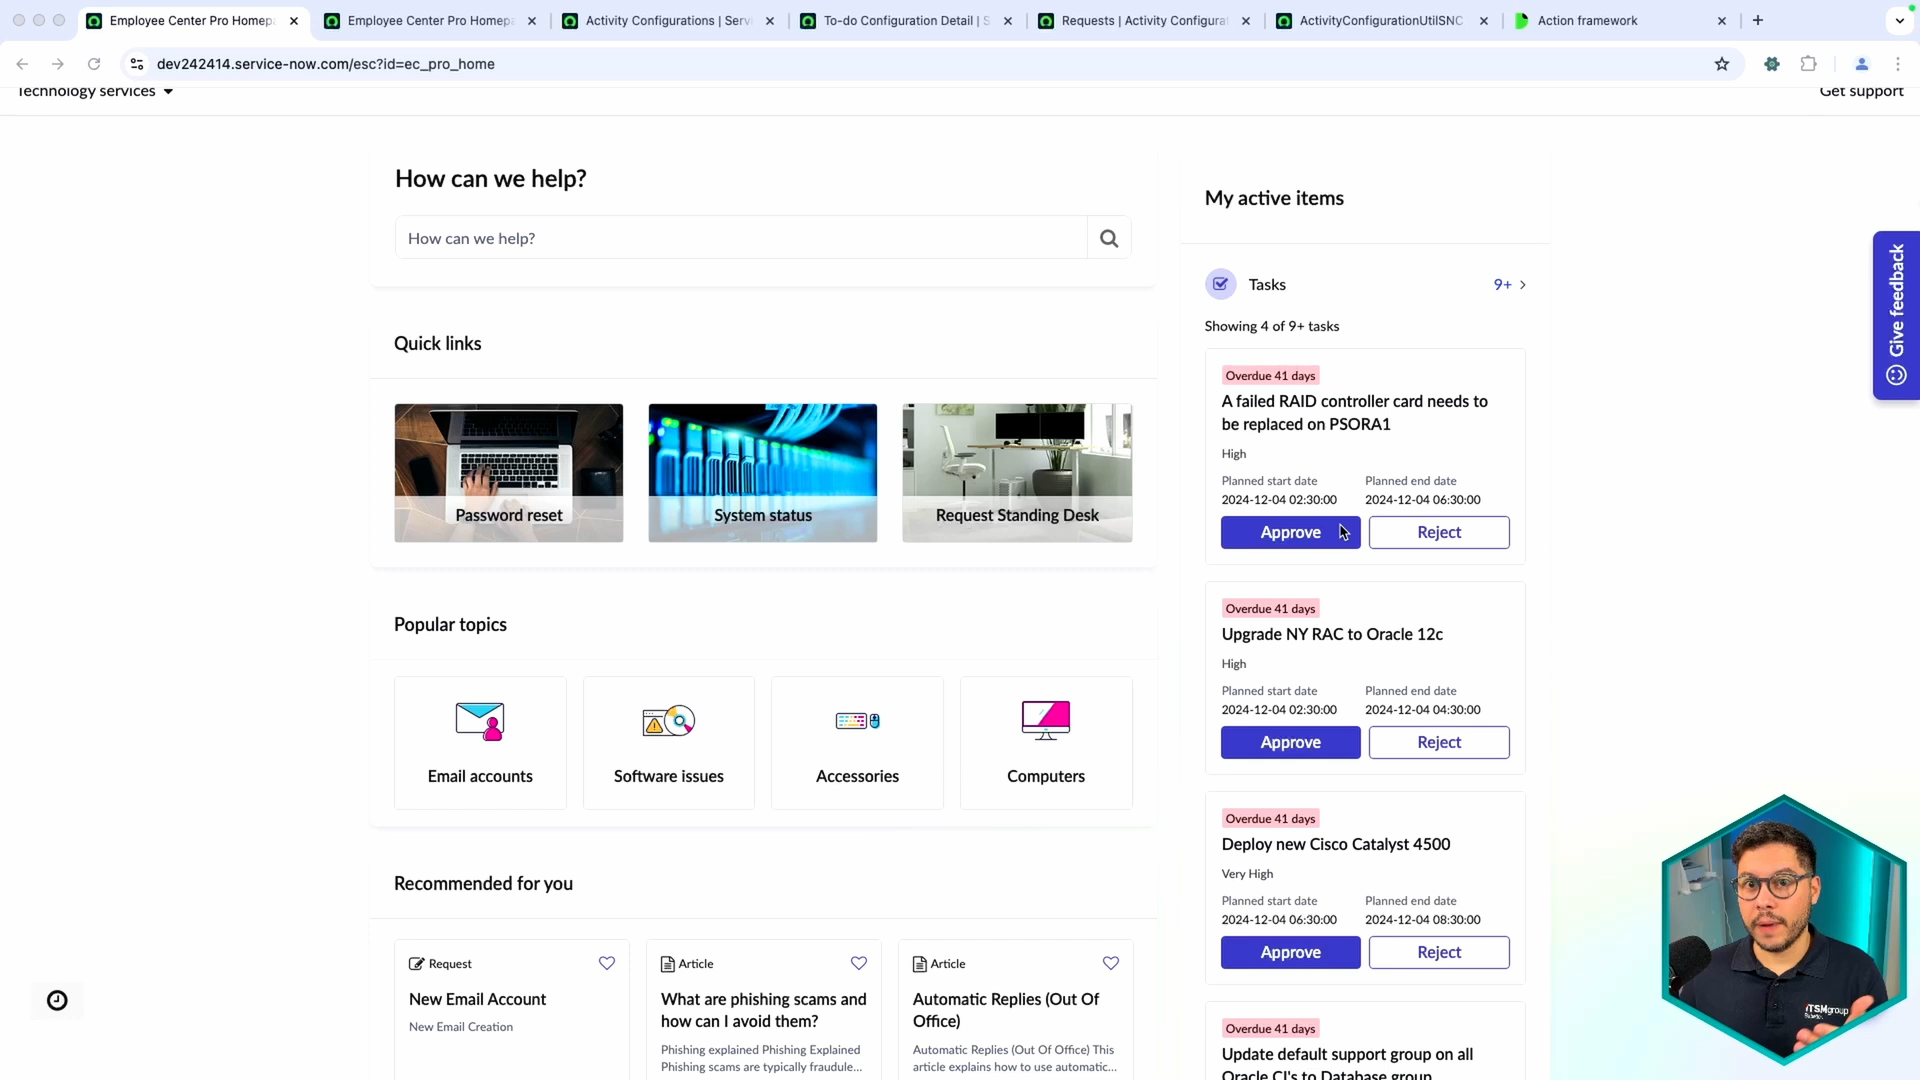 Employee Center Pro Homepa
Employee Center Pro Homepa
Activity Configurations | Servi
To-do Configuration Detail | S
Requests | Activity Configurat
ActivityConfigurationUtilSNC
Action framework
dev242414.service-now.com/esc?id=ec_pro_home
Technology services
Get support
How can we help?
How can we help?
Quick links
Password reset
System status
Request Standing Desk
Popular topics
Email accounts
Software issues
Accessories
Computers
Recommended for you
Request
New Email Account
New Email Creation
Article
What are phishing scams and
how can I avoid them?
Phishing explained Phishing Explained
Phishing scams are typically fraudule...
Article
Automatic Replies (Out Of
Office)
Automatic Replies (Out Of Office) This
article explains how to use automatic...
My active items
Tasks
9+
Showing 4 of 9+ tasks
Overdue 41 days
A failed RAID controller card needs to
be replaced on PSORA1
High
Planned start date
Planned end date
2024-12-04 02:30:00
2024-12-04 06:30:00
Approve
Reject
Overdue 41 days
Upgrade NY RAC to Oracle 12c
High
Planned start date
Planned end date
2024-12-04 02:30:00
2024-12-04 04:30:00
Approve
Reject
Overdue 41 days
Deploy new Cisco Catalyst 4500
Very High
Planned start date
Planned end date
2024-12-04 06:30:00
2024-12-04 08:30:00
Approve
Reject
Overdue 41 days
Update default support group on all
Oracle CI's to Database group
Give feedback
iTSMgroup